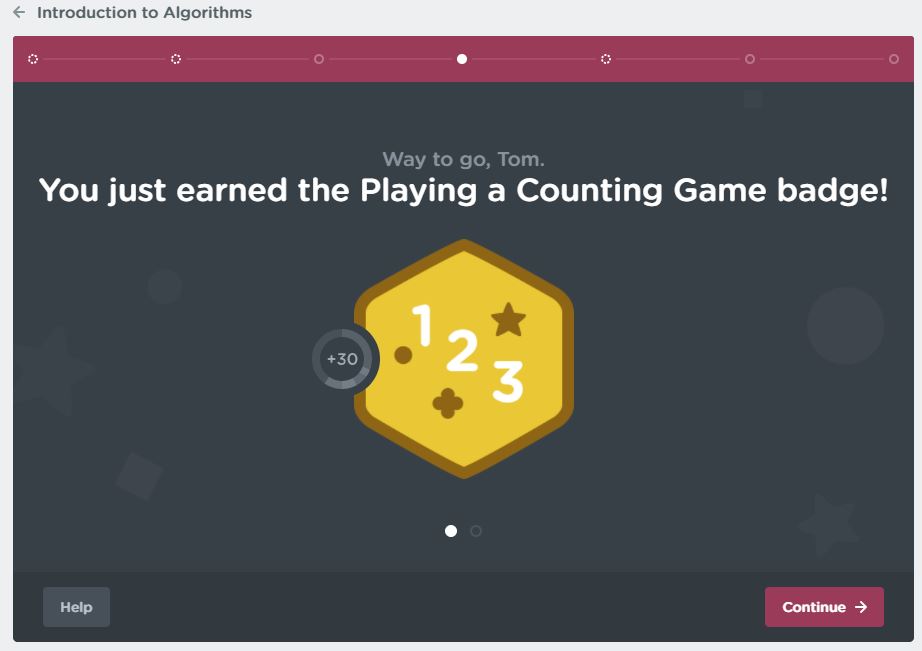 ← Introduction to Algorithms
Way to go, Tom.
You just earned the Playing a Counting Game badge!
1
2
3
+30
Help
Continue →